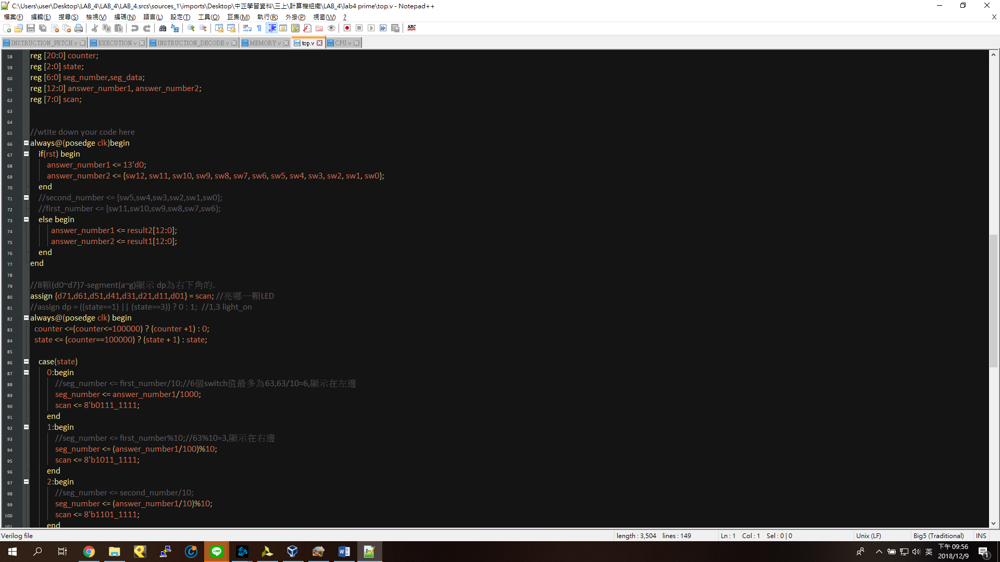 C:\Users\user\Desktop\LAB_4\LAB_4\LAB_4.srcs\sources_1\imports\Desktop\中正學習資料\三上\計算機組織\LAB_4\lab4 prime\top.v - Notepad++
檔案(F) 編輯(E) 搜尋(S) 檢視(V) 編碼(N) 語言(L) 設定(T) 工具(O) 巨集(M) 執行(R) 外掛(P) 視窗(W) ? X
INSTRUCTION_FETCH.v EXECUTION.v INSTRUCTION_DECODE.v MEMORY.v top.v CPU.v
58 reg [20:0] counter;
59 reg [2:0] state;
60 reg [6:0] seg_number,seg_data;
61 reg [12:0] answer_number1, answer_number2;
62 reg [7:0] scan;
63
64
65 //wtite down your code here
66 always@(posedge clk)begin
67 if(rst) begin
68 answer_number1 <= 13'd0;
69 answer_number2 <= {sw12, sw11, sw10, sw9, sw8, sw7, sw6, sw5, sw4, sw3, sw2, sw1, sw0};
70 end
71 //second_number <= {sw5,sw4,sw3,sw2,sw1,sw0};
72 //first_number <= {sw11,sw10,sw9,sw8,sw7,sw6};
73 else begin
74 answer_number1 <= result2[12:0];
75 answer_number2 <= result1[12:0];
76 end
77 end
78
79 //8顆(d0~d7)7-segment(a~g)顯示 dp為右下角的.
80 assign {d71,d61,d51,d41,d31,d21,d11,d01} = scan; //亮哪一顆LED
81 //assign dp = ((state==1) || (state==3)) ? 0 : 1; //1,3 light_on
82 always@(posedge clk) begin
83 counter <=(counter<=100000) ? (counter +1) : 0;
84 state <= (counter==100000) ? (state + 1) : state;
85
86 case(state)
87 0:begin
88 //seg_number <= first_number/10;//6個switch值最多為63,63/10=6,顯示在左邊
89 seg_number <= answer_number1/1000;
90 scan <= 8'b0111_1111;
91 end
92 1:begin
93 //seg_number <= first_number%10;//63%10=3,顯示在右邊
94 seg_number <= (answer_number1/100)%10;
95 scan <= 8'b1011_1111;
96 end
97 2:begin
98 //seg_number <= second_number/10;
99 seg_number <= (answer_number1/10)%10;
100 scan <= 8'b1101_1111;
101 end
Verilog file length : 3,504 lines : 149 Ln : 1 Col : 1 Sel : 0 | 0 Unix (LF) Big5 (Traditional) INS
英 下午 09:56
2018/12/9 1